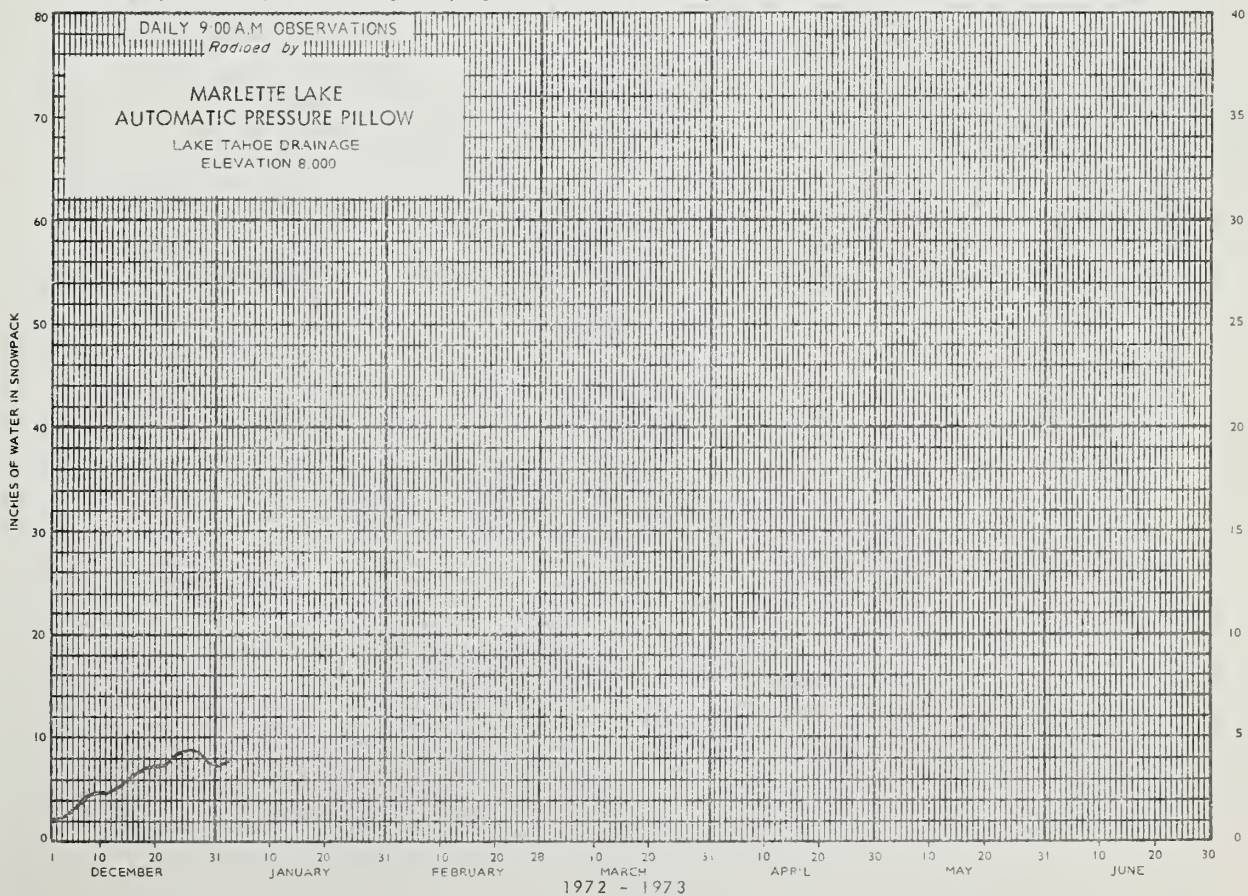 DAILY 9:00 A.M OBSERVATIONS
Radioed by
MARLETTE LAKE
AUTOMATIC PRESSURE PILLOW
LAKE TAHOE DRAINAGE
ELEVATION 8,000
INCHES OF WATER IN SNOWPACK
80 40
70 35
60 30
50 25
40 20
30 15
20 10
10 5
0 0
1 10 20 31 10 20 31 10 20 28 10 20 31 10 20 30 10 20 31 10 20 30
DECEMBER JANUARY FEBRUARY MARCH APRIL MAY JUNE
1972 - 1973